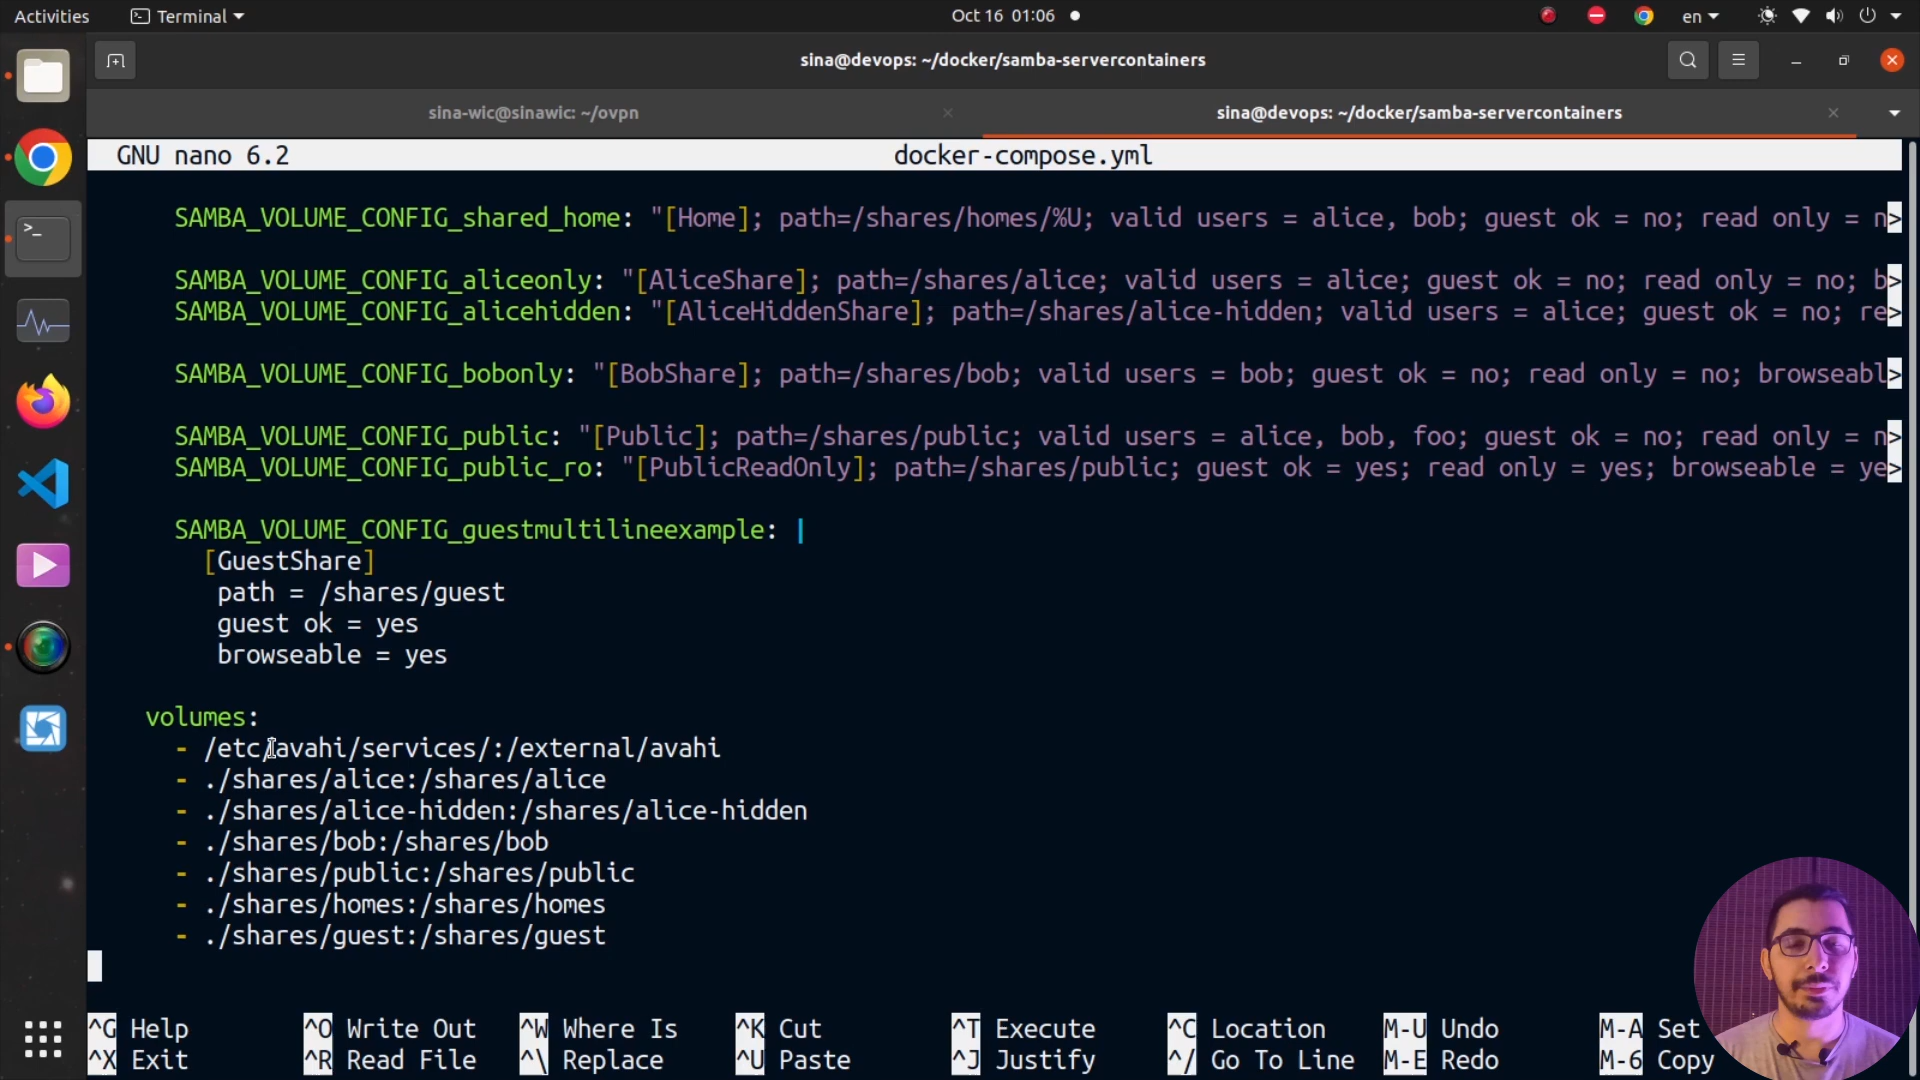 Activities
Terminal
Oct 16 01:06
en
sina@devops: ~/docker/samba-servercontainers
sina-wic@sinawic: ~/ovpn
sina@devops: ~/docker/samba-servercontainers
GNU nano 6.2 docker-compose.yml
SAMBA_VOLUME_CONFIG_shared_home: "[Home]; path=/shares/homes/%U; valid users = alice, bob; guest ok = no; read only = n>
SAMBA_VOLUME_CONFIG_aliceonly: "[AliceShare]; path=/shares/alice; valid users = alice; guest ok = no; read only = no; b>
SAMBA_VOLUME_CONFIG_alicehidden: "[AliceHiddenShare]; path=/shares/alice-hidden; valid users = alice; guest ok = no; re>
SAMBA_VOLUME_CONFIG_bobonly: "[BobShare]; path=/shares/bob; valid users = bob; guest ok = no; read only = no; browseabl>
SAMBA_VOLUME_CONFIG_public: "[Public]; path=/shares/public; valid users = alice, bob, foo; guest ok = no; read only = n>
SAMBA_VOLUME_CONFIG_public_ro: "[PublicReadOnly]; path=/shares/public; guest ok = yes; read only = yes; browseable = ye>
SAMBA_VOLUME_CONFIG_guestmultilineexample: |
[GuestShare]
path = /shares/guest
guest ok = yes
browseable = yes
volumes:
- /etc/avahi/services/:/external/avahi
- ./shares/alice:/shares/alice
- ./shares/alice-hidden:/shares/alice-hidden
- ./shares/bob:/shares/bob
- ./shares/public:/shares/public
- ./shares/homes:/shares/homes
- ./shares/guest:/shares/guest
^G Help ^O Write Out ^W Where Is ^K Cut ^T Execute ^C Location M-U Undo M-A Set
^X Exit ^R Read File ^\ Replace ^U Paste ^J Justify ^/ Go To Line M-E Redo M-6 Copy